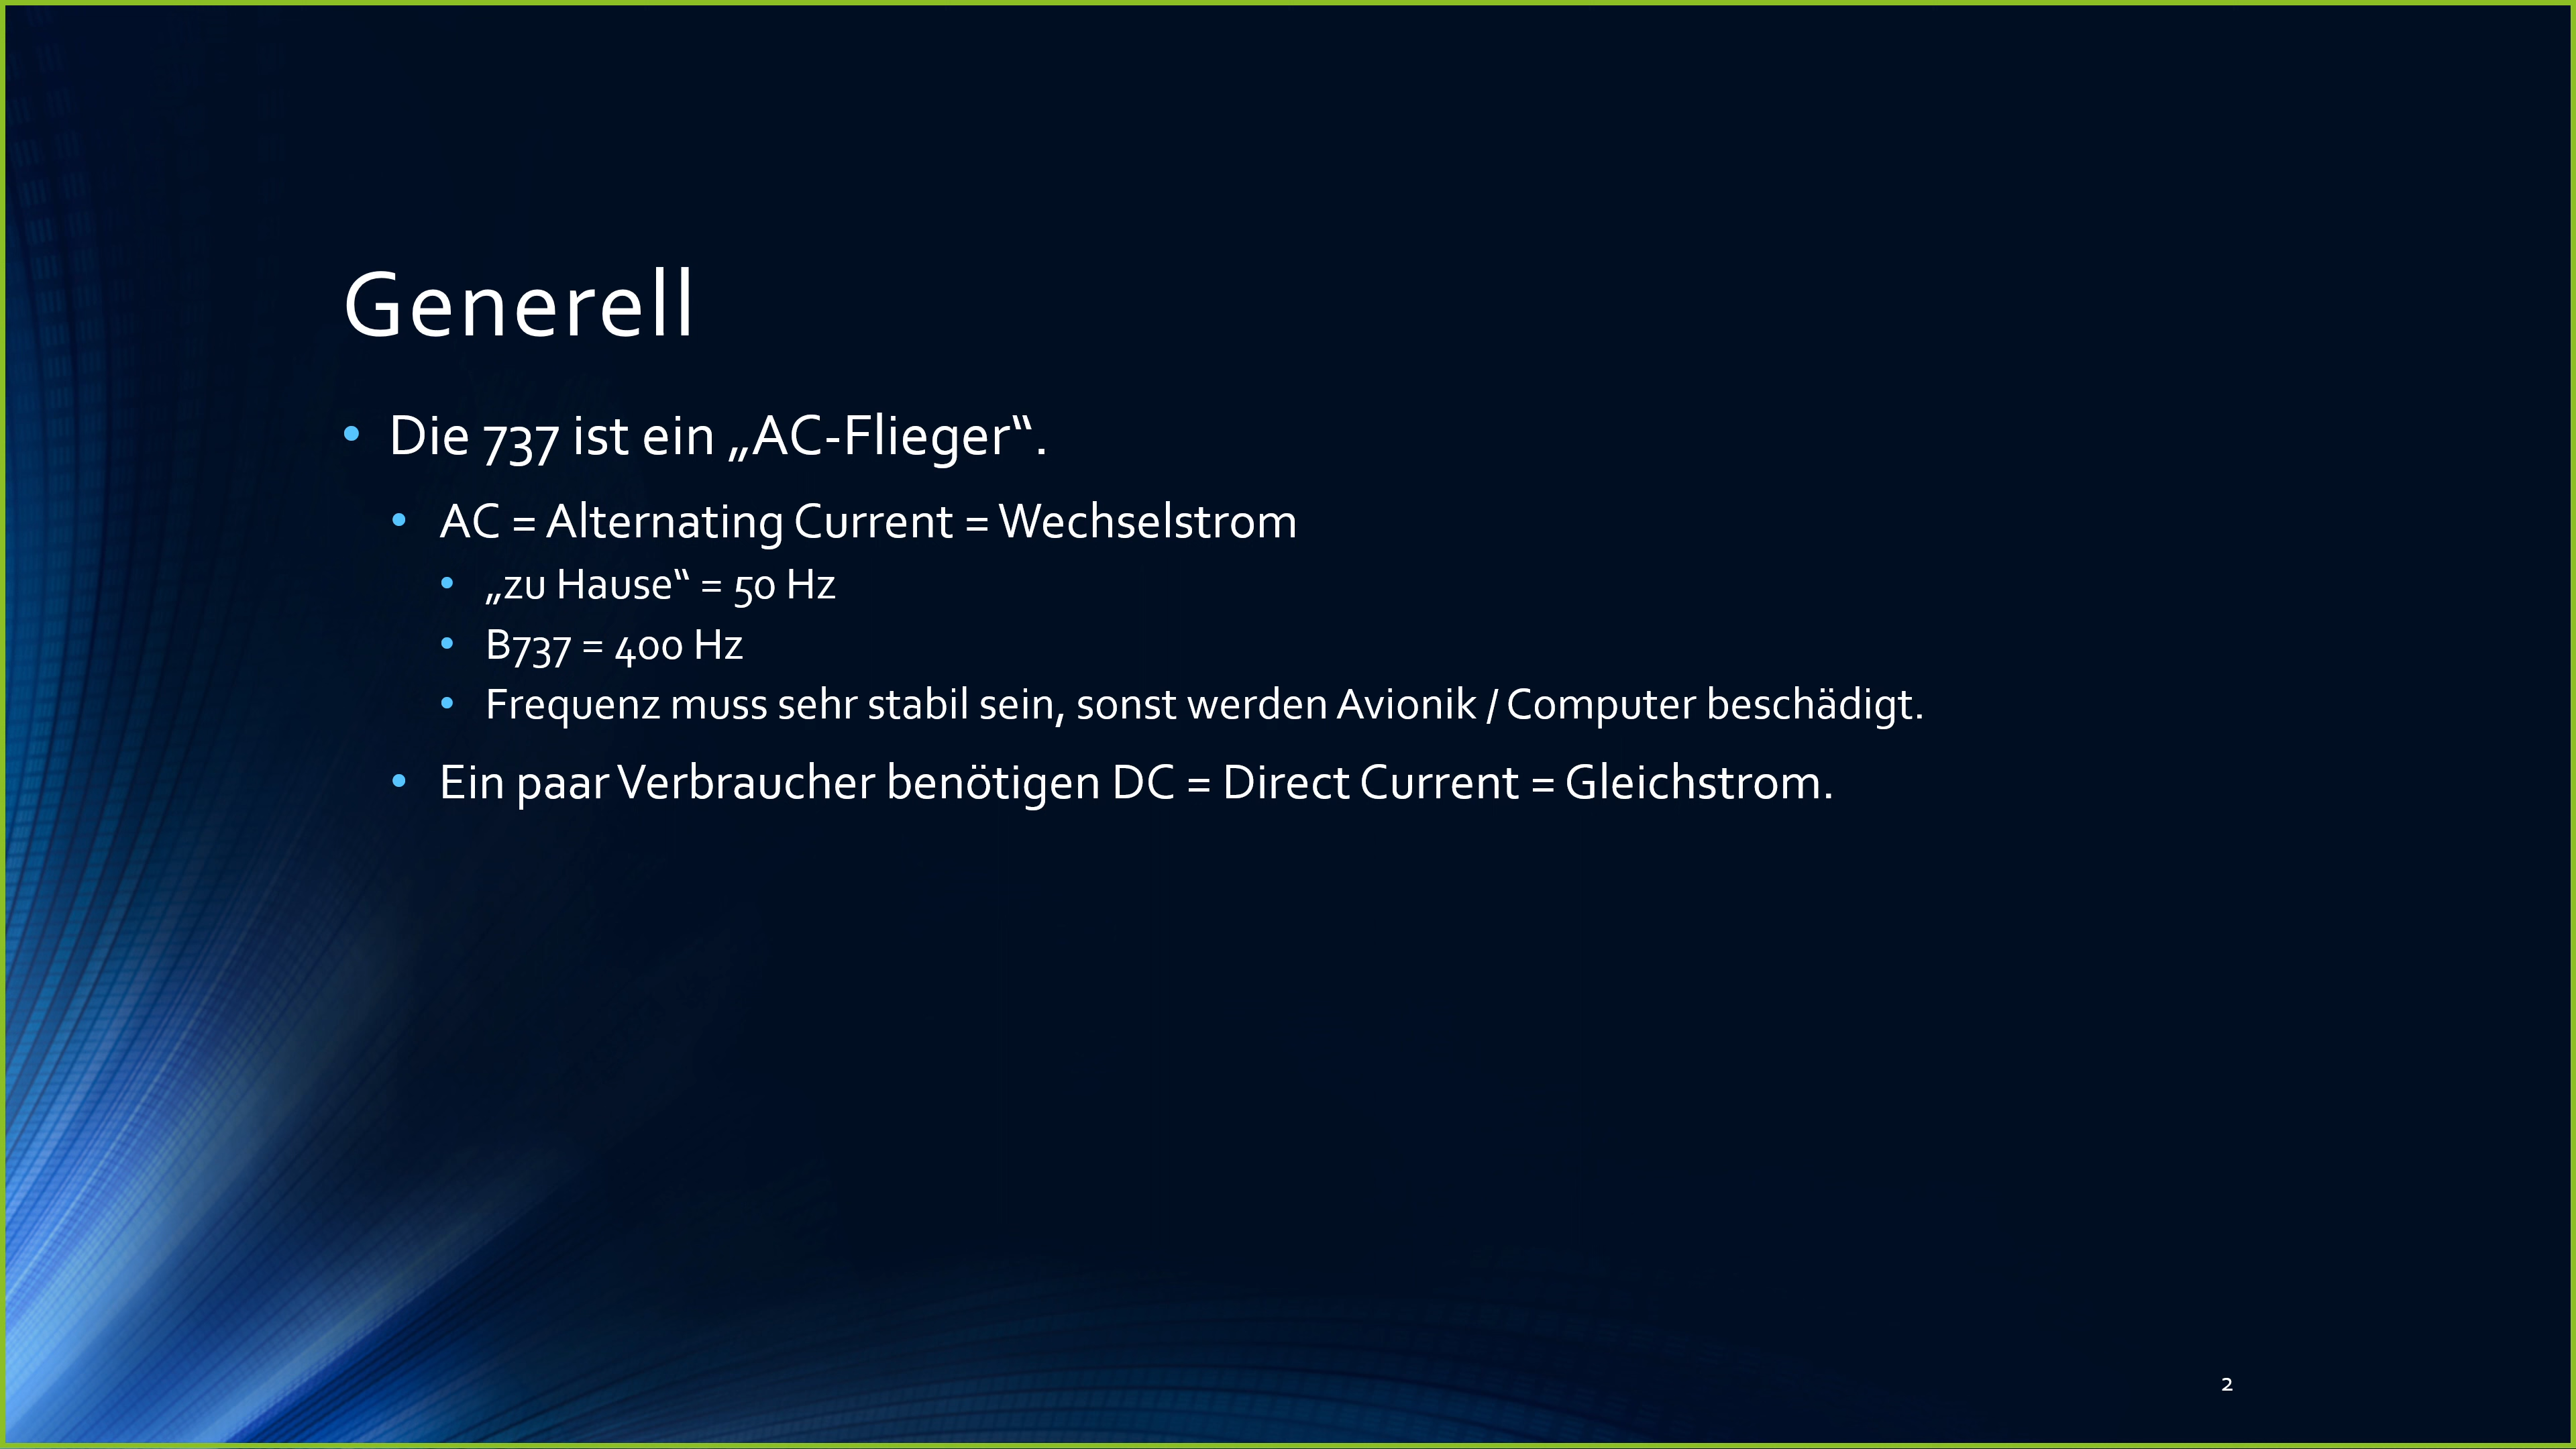 Generell
• Die 737 ist ein „AC-Flieger“.
• AC = Alternating Current = Wechselstrom
• „zu Hause“ = 50 Hz
• B737 = 400 Hz
• Frequenz muss sehr stabil sein, sonst werden Avionik / Computer beschädigt.
• Ein paar Verbraucher benötigen DC = Direct Current = Gleichstrom.
2